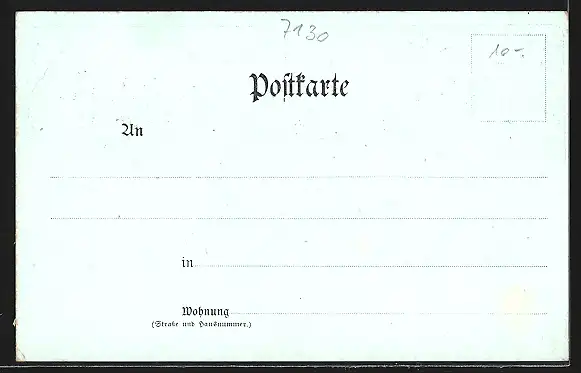 7130
10-.
Postkarte
An
in
Wohnung
(Straße und Hausnummer.)